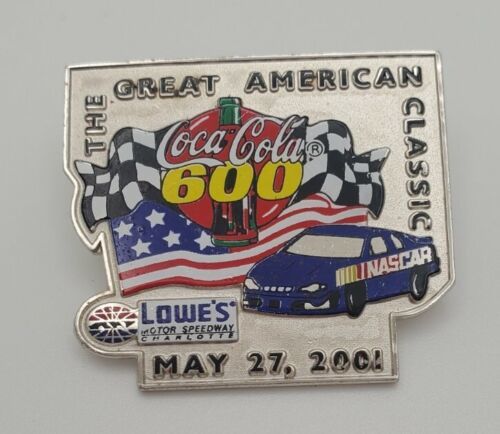 THE GREAT AMERICAN CLASSIC
Coca-Cola®
600
NASCAR
LOWE'S®
MOTOR SPEEDWAY
CHARLOTTE
MAY 27, 2001